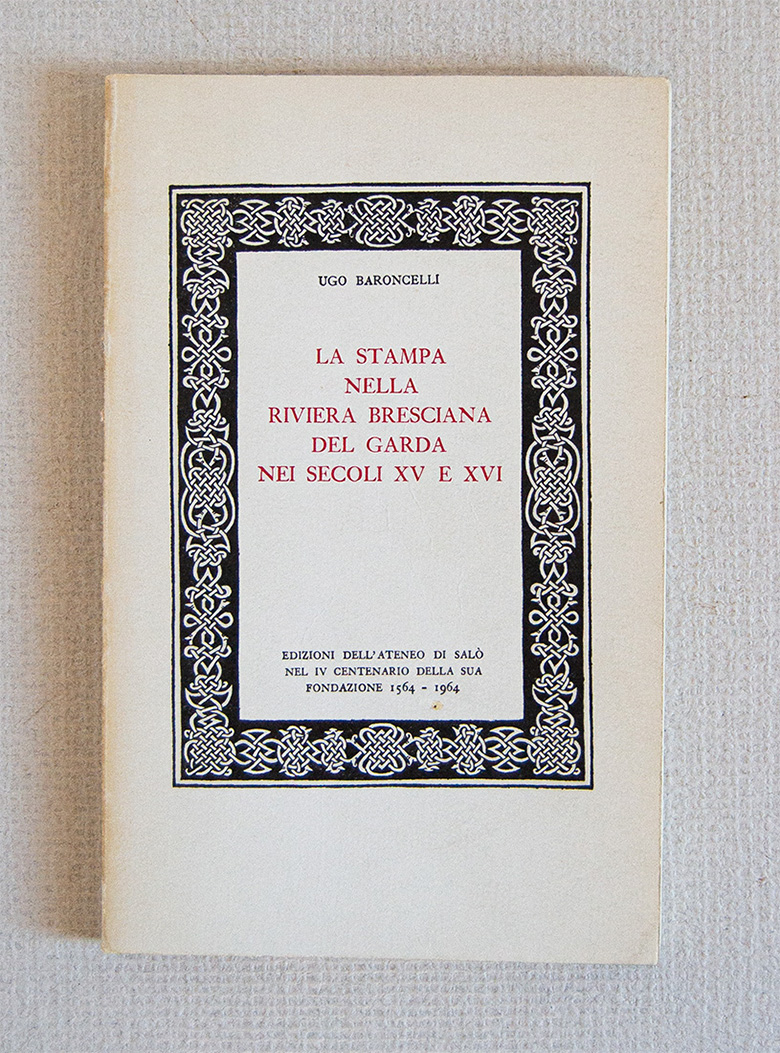 UGO BARONCELLI
LA STAMPA
NELLA
RIVIERA BRESCIANA
DEL GARDA
NEI SECOLI XV E XVI
EDIZIONI DELL'ATENEO DI SALÒ
NEL IV CENTENARIO DELLA SUA
FONDAZIONE 1564 - 1964